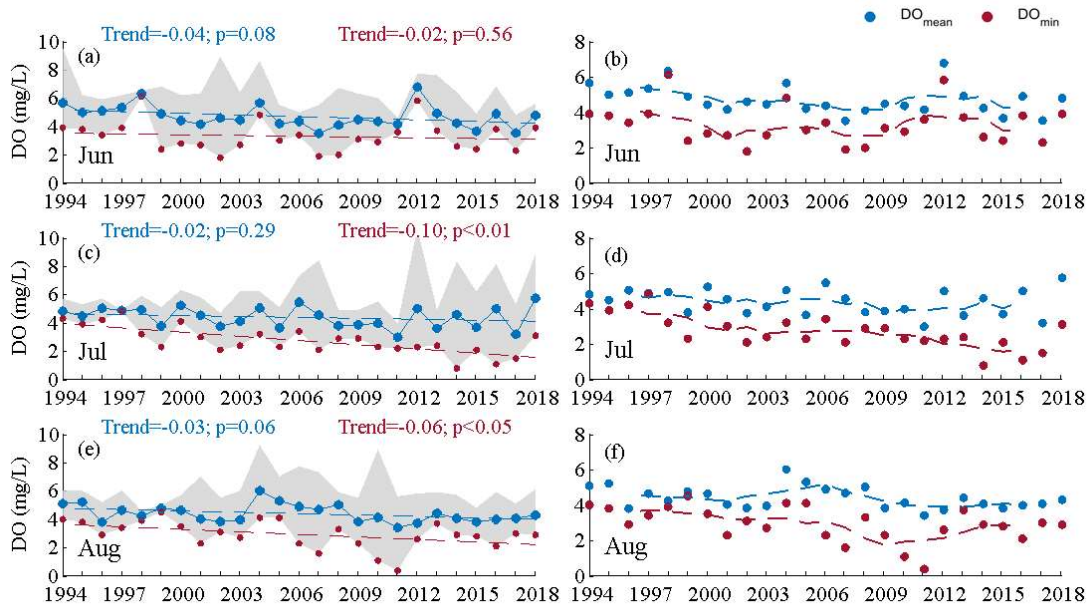 DOmean DOmin
Trend=-0.04; p=0.08 Trend=-0.02; p=0.56
10 (a) 8 (b)
8
6 6
4 4
2 2
0 0
DO (mg/L) Jun Jun
1994 1997 2000 2003 2006 2009 2012 2015 2018 1994 1997 2000 2003 2006 2009 2012 2015 2018
Trend=-0.02; p=0.29 Trend=-0.10; p<0.01
10 (c) 8 (d)
8
6 6
4 4
2 2
0 0
DO (mg/L) Jul Jul
1994 1997 2000 2003 2006 2009 2012 2015 2018 1994 1997 2000 2003 2006 2009 2012 2015 2018
Trend=-0.03; p=0.06 Trend=-0.06; p<0.05
10 (e) 8 (f)
8
6 6
4 4
2 2
0 0
DO (mg/L) Aug Aug
1994 1997 2000 2003 2006 2009 2012 2015 2018 1994 1997 2000 2003 2006 2009 2012 2015 2018